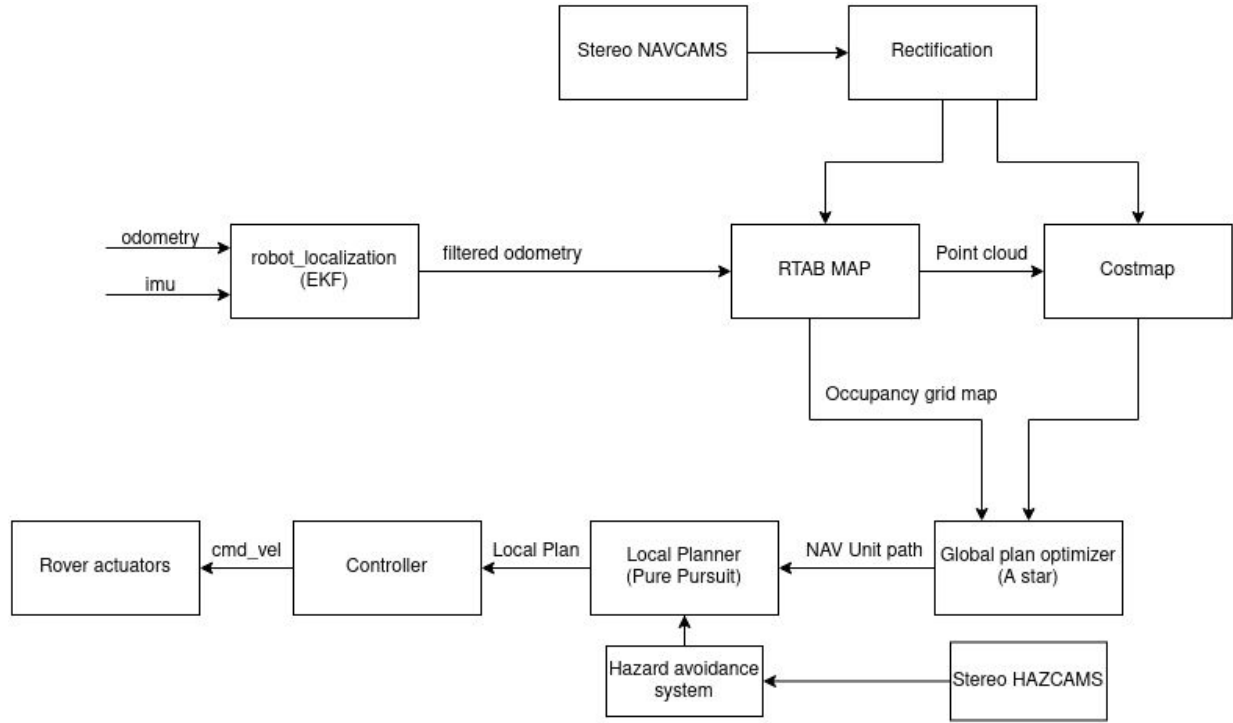 Stereo NAVCAMS
Rectification
odometry
imu
robot_localization
(EKF)
filtered odometry
RTAB MAP
Point cloud
Costmap
Occupancy grid map
Rover actuators
cmd_vel
Controller
Local Plan
Local Planner
(Pure Pursuit)
NAV Unit path
Global plan optimizer
(A star)
Hazard avoidance
system
Stereo HAZCAMS